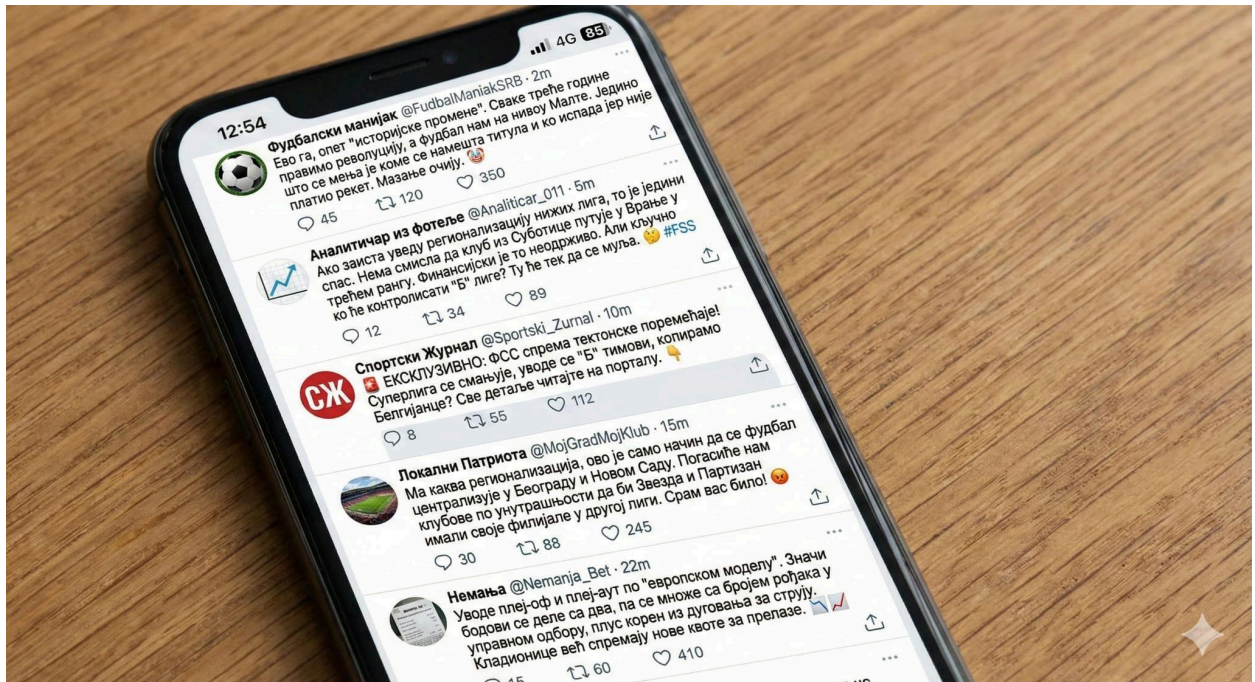 12:54
4G 85
Фудбалски манијак @FudbalManiakSRB · 2m
Ево га, опет "историјске промене". Сваке треће године
правимо револуцију, а фудбал нам на нивоу Малте. Једино
што се мења је коме се намешта титула и ко испада јер није
платио рекет. Мазање очију. 🤡
45 120 350
Аналитичар из фотеље @Analiticar_011 · 5m
Ако заиста уведу регионализацију нижих лига, то је једини
спас. Нема смисла да клуб из Суботице путује у Врање у
трећем рангу. Финансијски је то неодрживо. Али кључно
ко ће контролисати "Б" лиге? Ту ће тек да се муља. 🤔 #FSS
12 34 89
СЖ
Спортски Журнал @Sportski_Zurnal · 10m
🚨 ЕКСКЛУЗИВНО: ФСС спрема тектонске поремећаје!
Суперлига се смањује, уводе се "Б" тимови, копирамо
Белгијанце? Све детаље читајте на порталу. 👇
8 55 112
Локални Патриота @MojGradMojKlub · 15m
Ма каква регионализација, ово је само начин да се фудбал
централизује у Београду и Новом Саду. Погасиће нам
клубове по унутрашњости да би Звезда и Партизан
имали своје филијале у другој лиги. Срам вас било! 😡
30 88 245
Немања @Nemanja_Bet · 22m
Уводе плеј-оф и плеј-аут по "европском моделу". Значи
бодови се деле са два, па се множе са бројем рођака у
управном одбору, плус корен из дуговања за струју.
Кладионице већ спремају нове квоте за прелазе. 📉📈
15 60 410